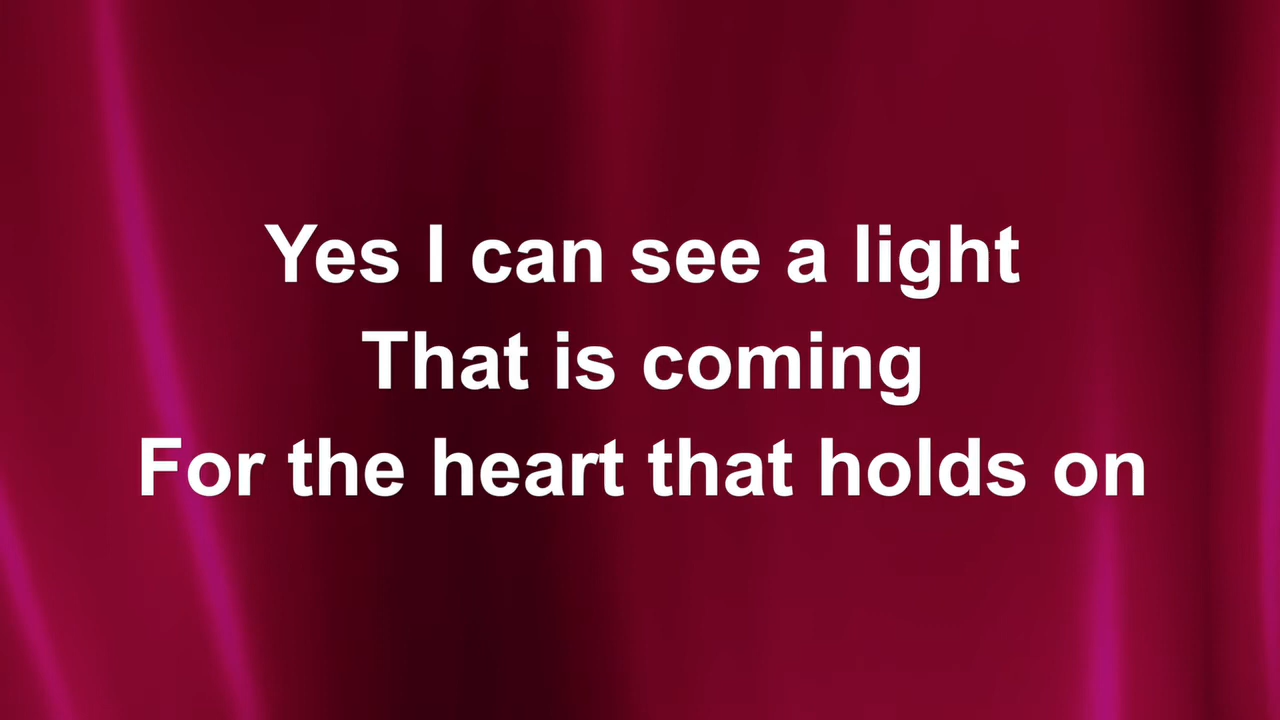 Yes I can see a light
That is coming
For the heart that holds on